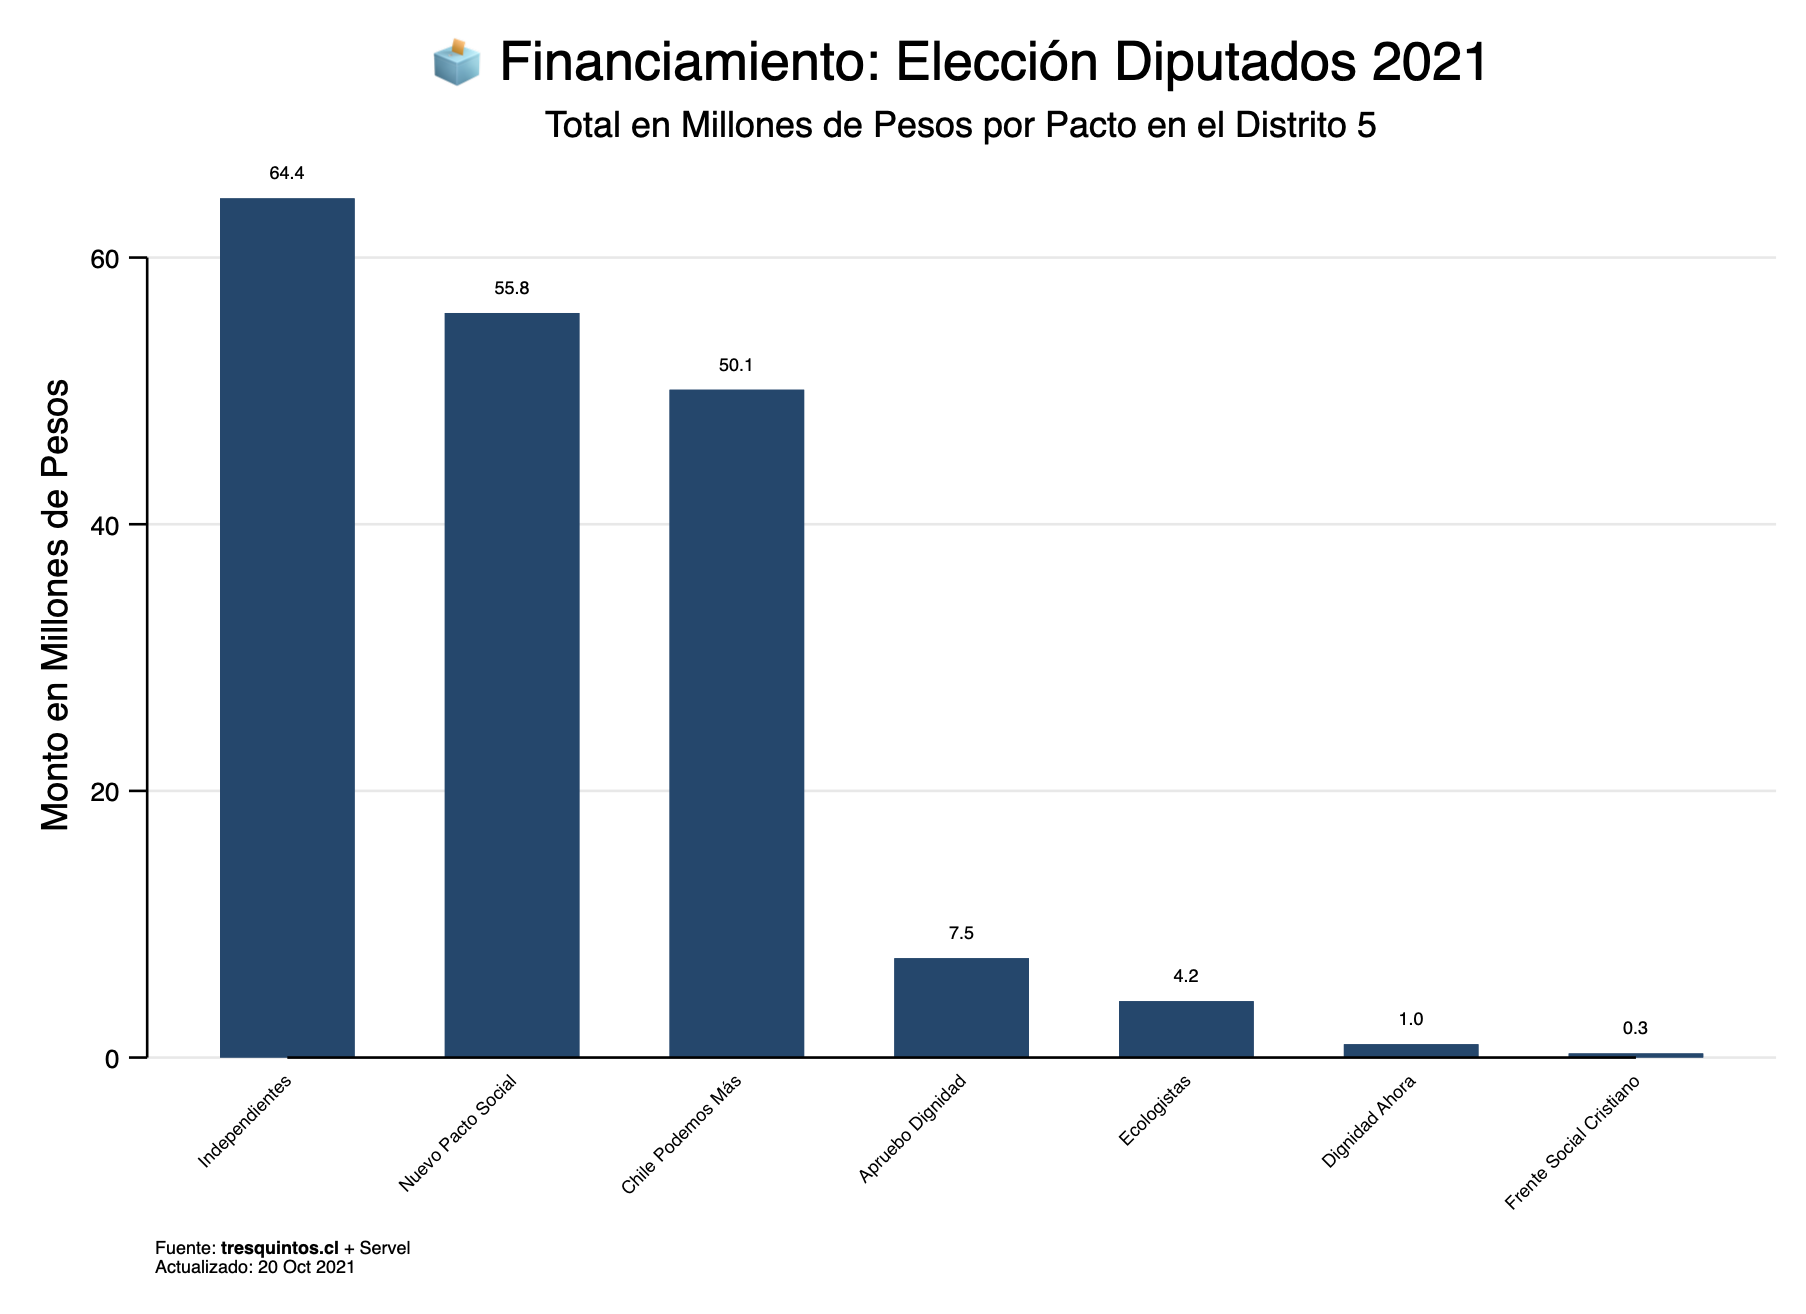 Financiamiento: Elección Diputados 2021
Total en Millones de Pesos por Pacto en el Distrito 5
Monto en Millones de Pesos
60
40
20
0
64.4
55.8
50.1
7.5
4.2
1.0
0.3
Independientes
Nuevo Pacto Social
Chile Podemos Más
Apruebo Dignidad
Ecologistas
Dignidad Ahora
Frente Social Cristiano
Fuente: tresquintos.cl + Servel
Actualizado: 20 Oct 2021